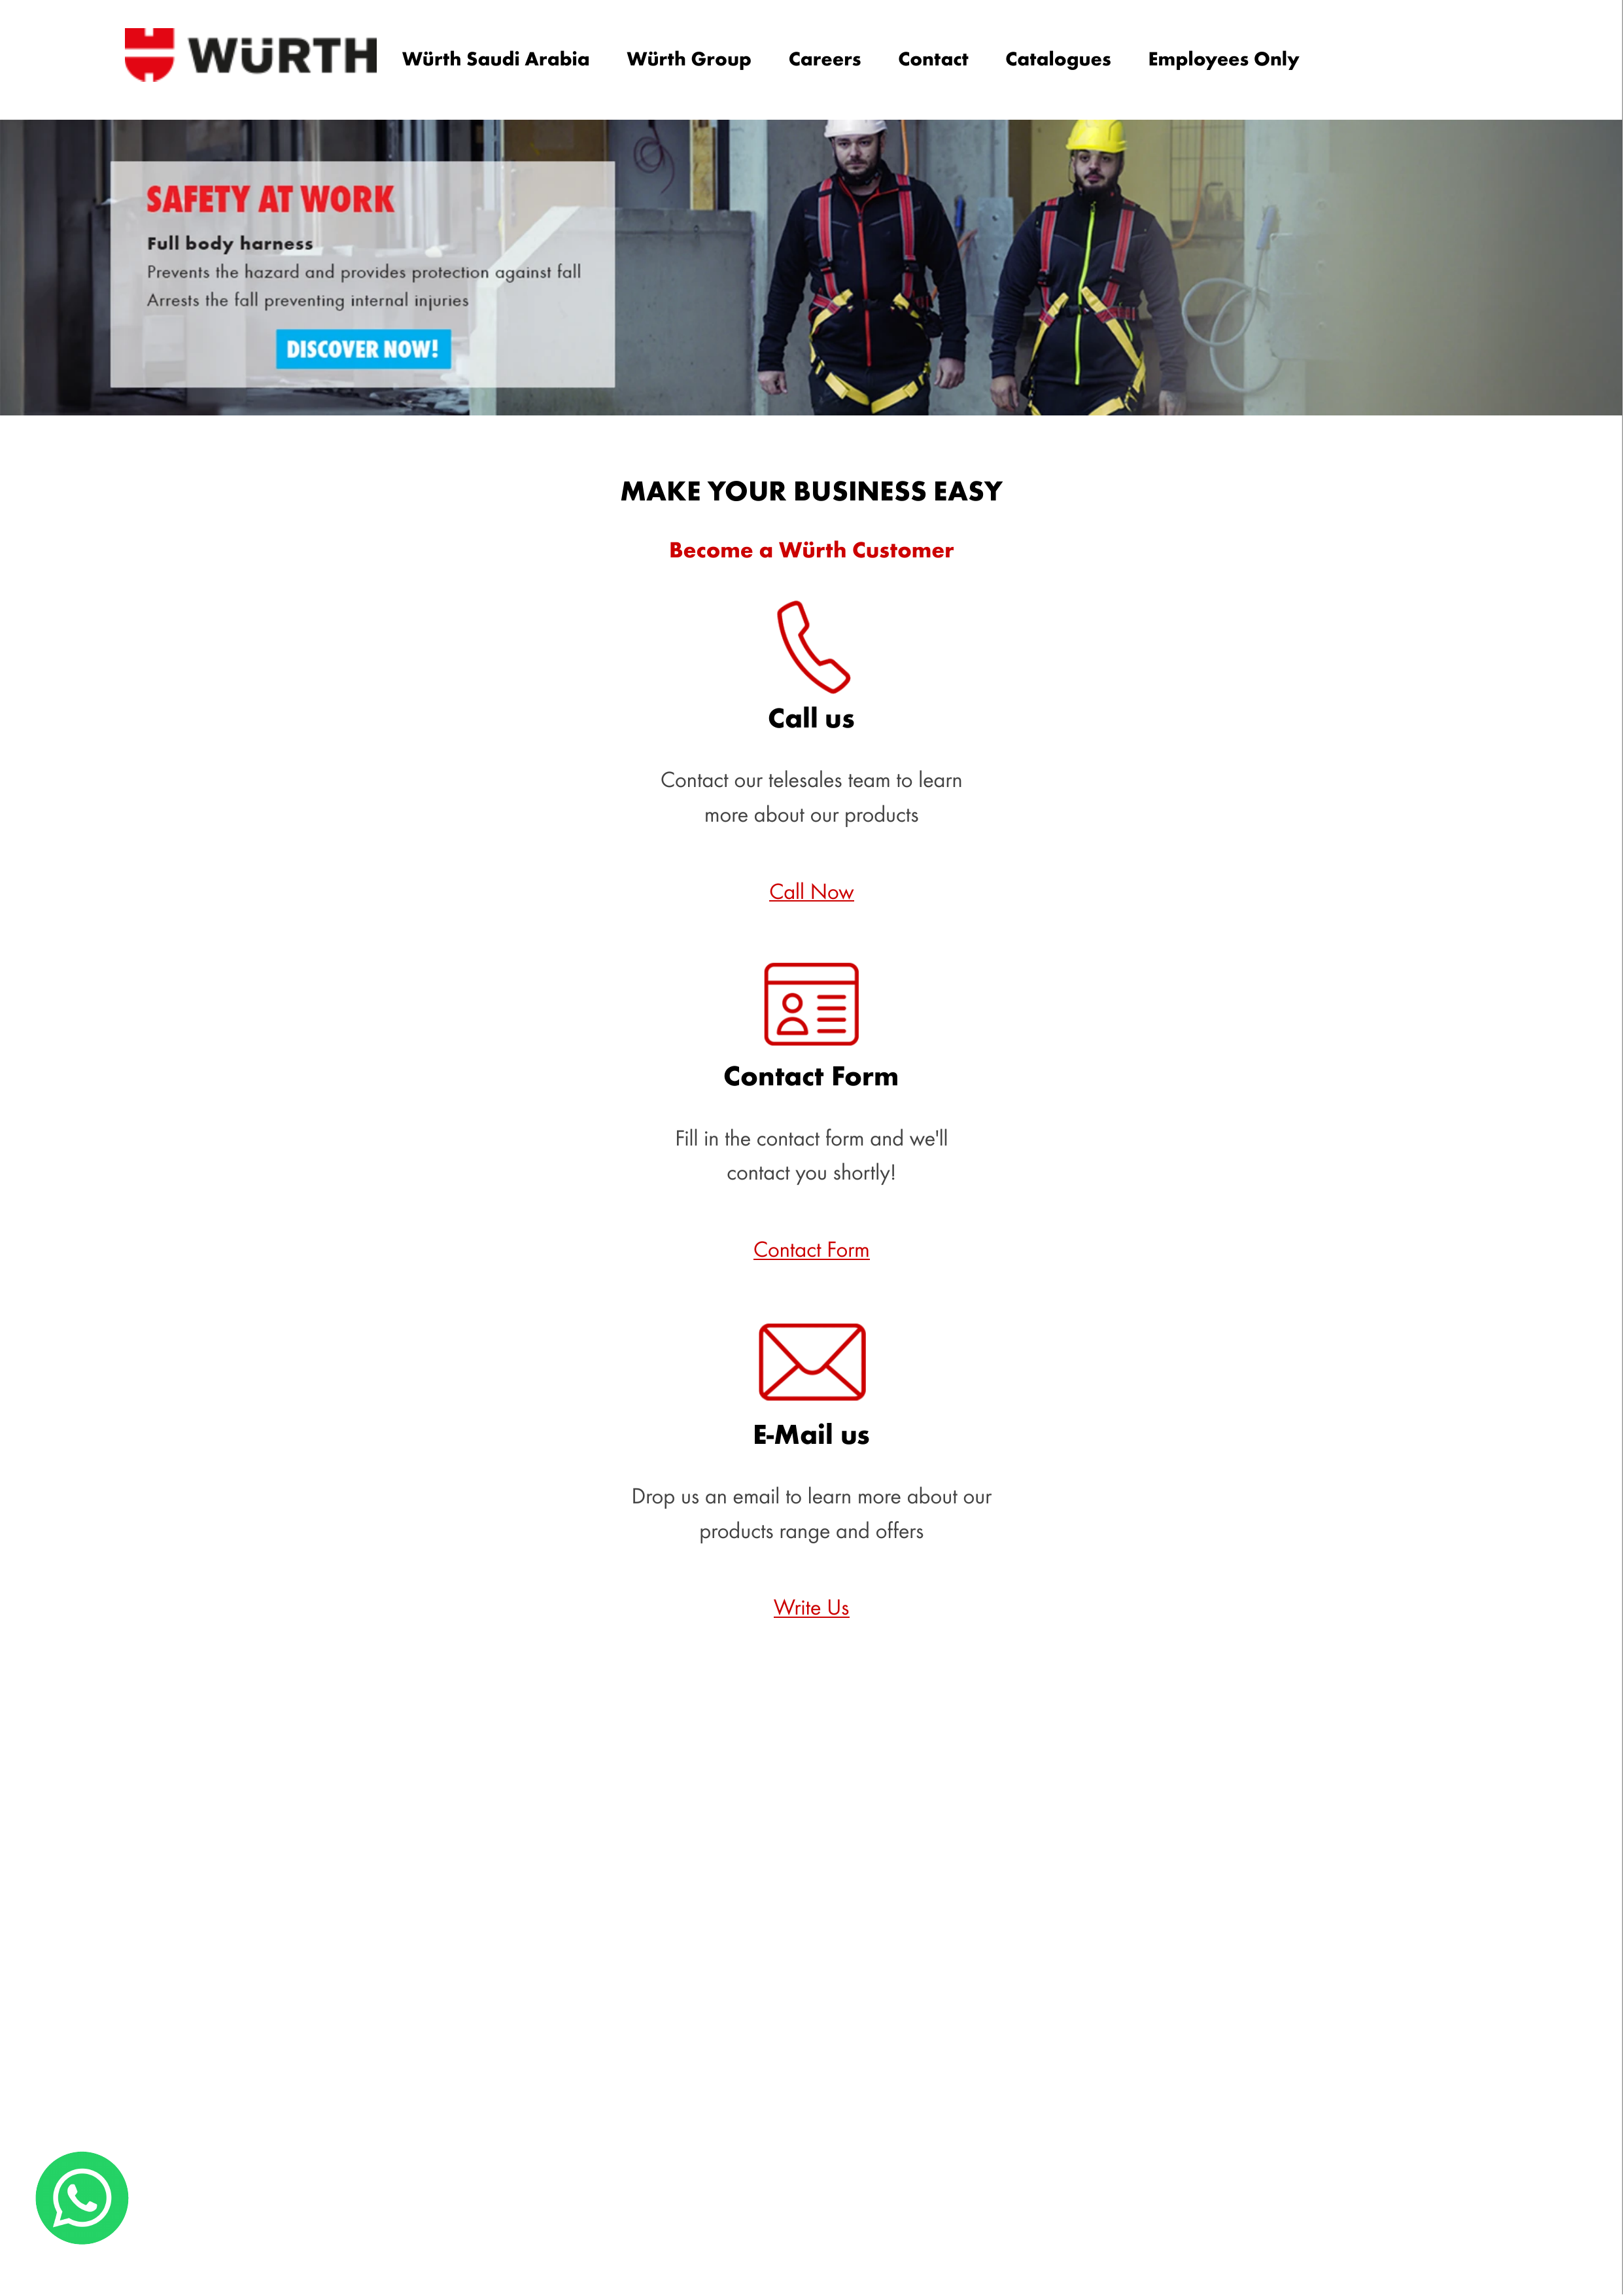 WÜRTH
Würth Saudi Arabia
Würth Group
Careers
Contact
Catalogues
Employees Only
SAFETY AT WORK
Full body harness
Prevents the hazard and provides protection against fall
Arrests the fall preventing internal injuries
DISCOVER NOW!
MAKE YOUR BUSINESS EASY
Become a Würth Customer
Call us
Contact our telesales team to learn
more about our products
Call Now
Contact Form
Fill in the contact form and we'll
contact you shortly!
Contact Form
E-Mail us
Drop us an email to learn more about our
products range and offers
Write Us